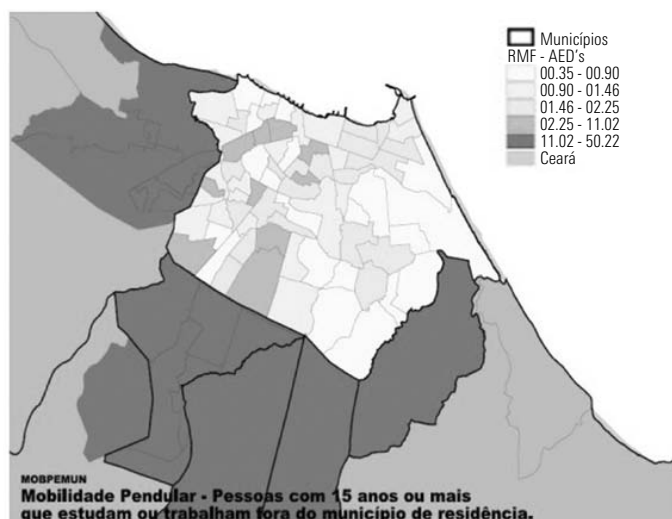 Municípios
RMF - AED's
00.35 - 00.90
00.90 - 01.46
01.46 - 02.25
02.25 - 11.02
11.02 - 50.22
Ceará
MOBPEMUN
Mobilidade Pendular - Pessoas com 15 anos ou mais
que estudam ou trabalham fora do município de residência.